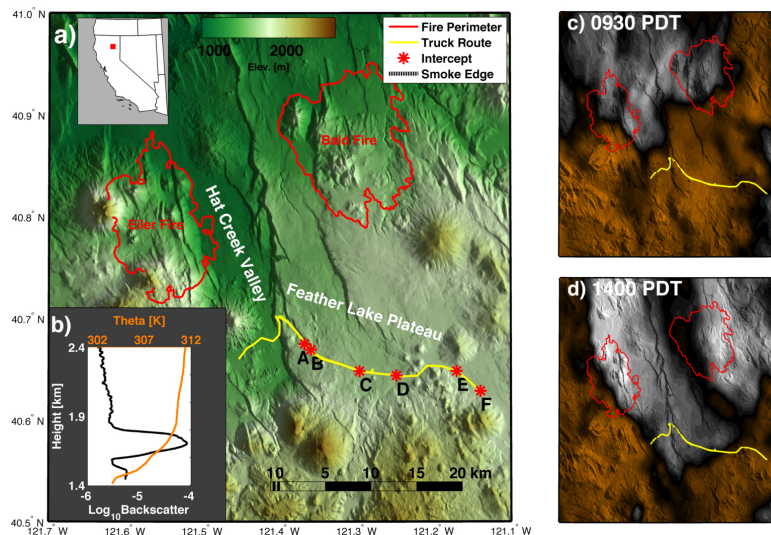 a)
1000 2000
Elev. [m]
Fire Perimeter
Truck Route
Intercept
Smoke Edge
Bald Fire
Eiler Fire
Hat Creek Valley
Feather Lake Plateau
A
B
C
D
E
F
10 0 10 20 km
5
b)
Theta [K]
302 307 312
2.4
1.9
1.4
Height [km]
-6 -5 -4
Log10Backscatter
41.0° N
40.9° N
40.8° N
40.7° N
40.6° N
40.5° N
121.7° W 121.6° W 121.5° W 121.4° W 121.3° W 121.2° W 121.1° W
c) 0930 PDT
d) 1400 PDT